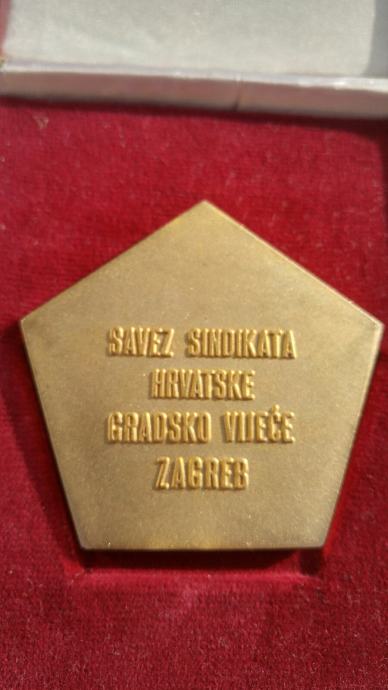 SAVEZ SINDIKATA
HRVATSKE
GRADSKO VIJEĆE
ZAGREB